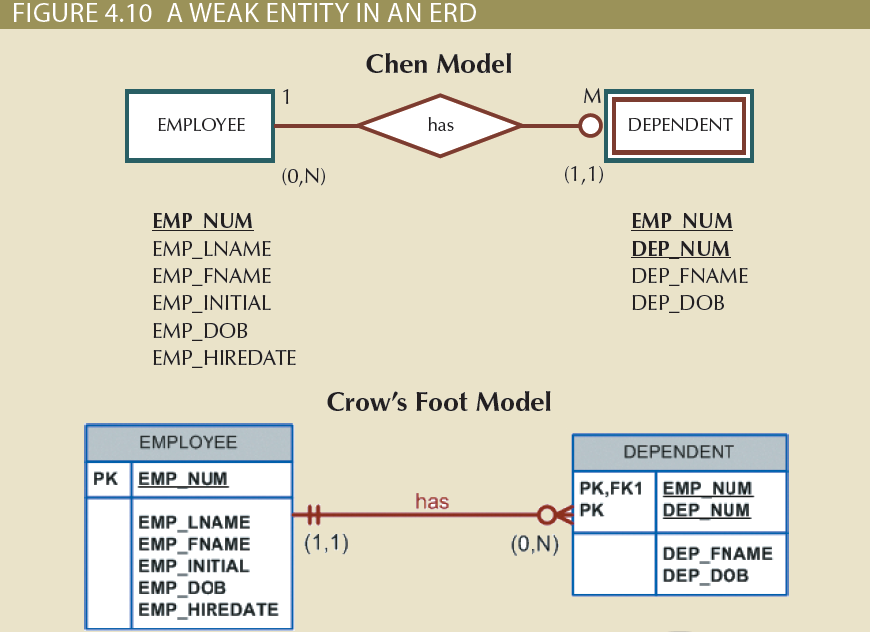 FIGURE 4.10 A WEAK ENTITY IN AN ERD
Chen Model
1
M
EMPLOYEE
has
DEPENDENT
(0,N)
(1,1)
EMP_NUM
EMP_LNAME
EMP_FNAME
EMP_INITIAL
EMP_DOB
EMP_HIREDATE
EMP_NUM
DEP_NUM
DEP_FNAME
DEP_DOB
Crow's Foot Model
EMPLOYEE
PK EMP_NUM
EMP_LNAME
EMP_FNAME
EMP_INITIAL
EMP_DOB
EMP_HIREDATE
has
(1,1)
(0,N)
DEPENDENT
PK,FK1 EMP_NUM
PK DEP_NUM
DEP_FNAME
DEP_DOB